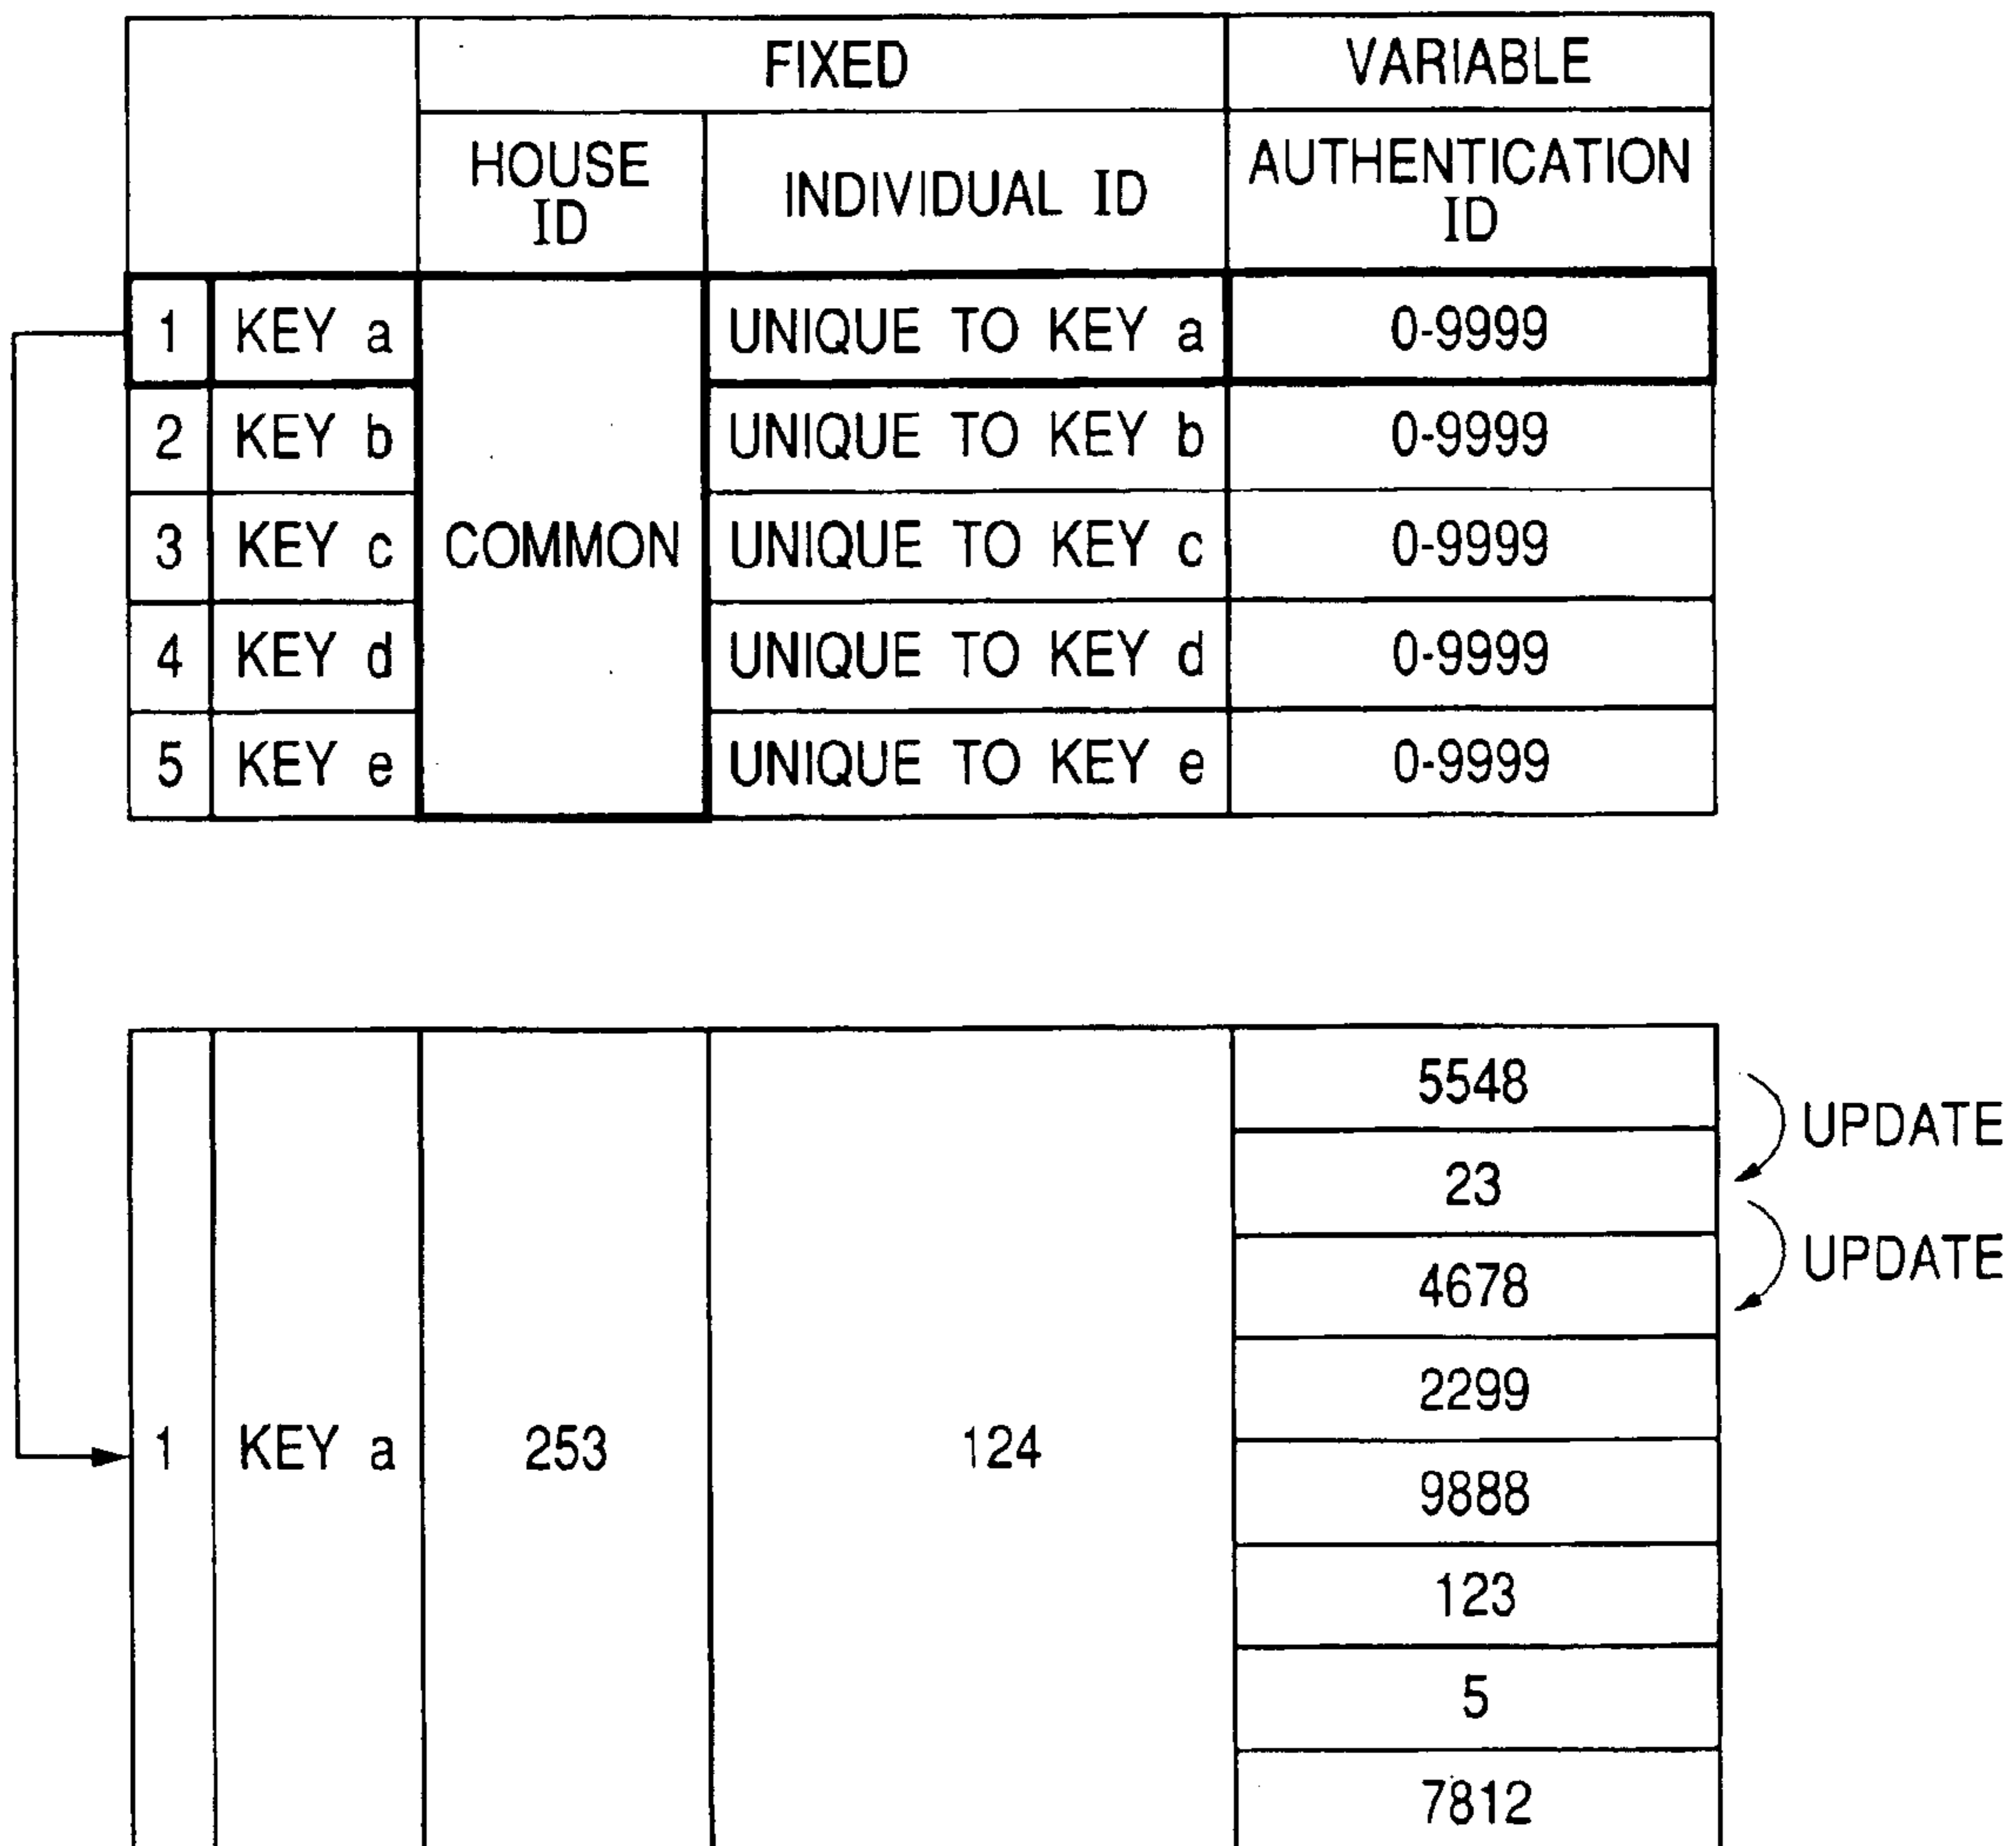 FIXED VARIABLE
HOUSE ID INDIVIDUAL ID AUTHENTICATION ID
1 KEY a UNIQUE TO KEY a 0-9999
2 KEY b UNIQUE TO KEY b 0-9999
3 KEY c COMMON UNIQUE TO KEY c 0-9999
4 KEY d UNIQUE TO KEY d 0-9999
5 KEY e UNIQUE TO KEY e 0-9999
5548
UPDATE
23
UPDATE
4678
2299
1 KEY a 253 124
9888
123
5
7812